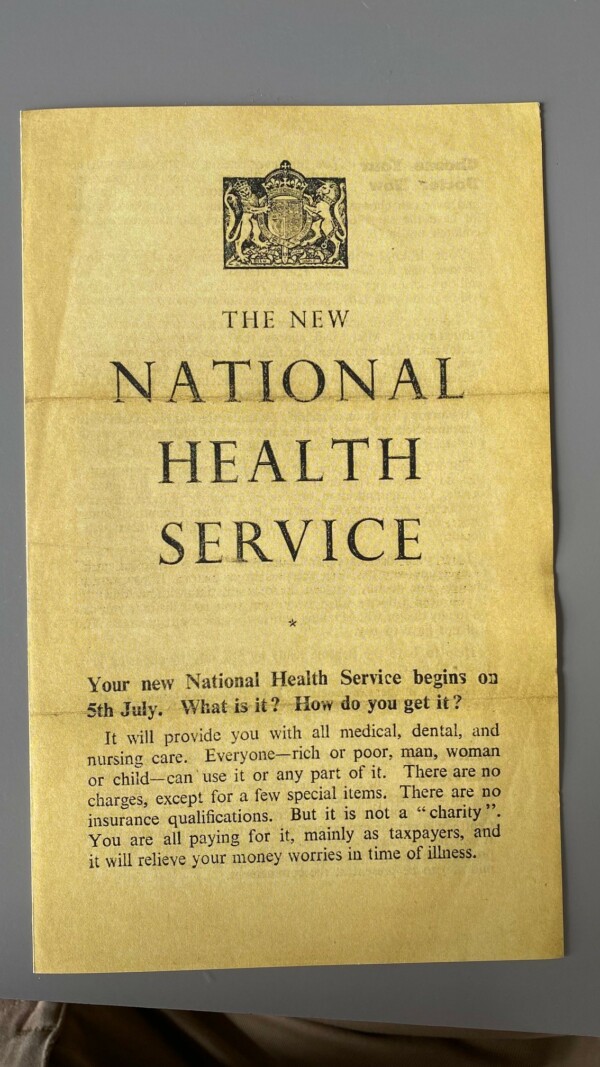 THE NEW
NATIONAL
HEALTH
SERVICE
*
Your new National Health Service begins on
5th July. What is it? How do you get it?
It will provide you with all medical, dental, and
nursing care. Everyone—rich or poor, man, woman
or child—can use it or any part of it. There are no
charges, except for a few special items. There are no
insurance qualifications. But it is not a “charity”.
You are all paying for it, mainly as taxpayers, and
it will relieve your money worries in time of illness.
Choose Your
Doctor Now